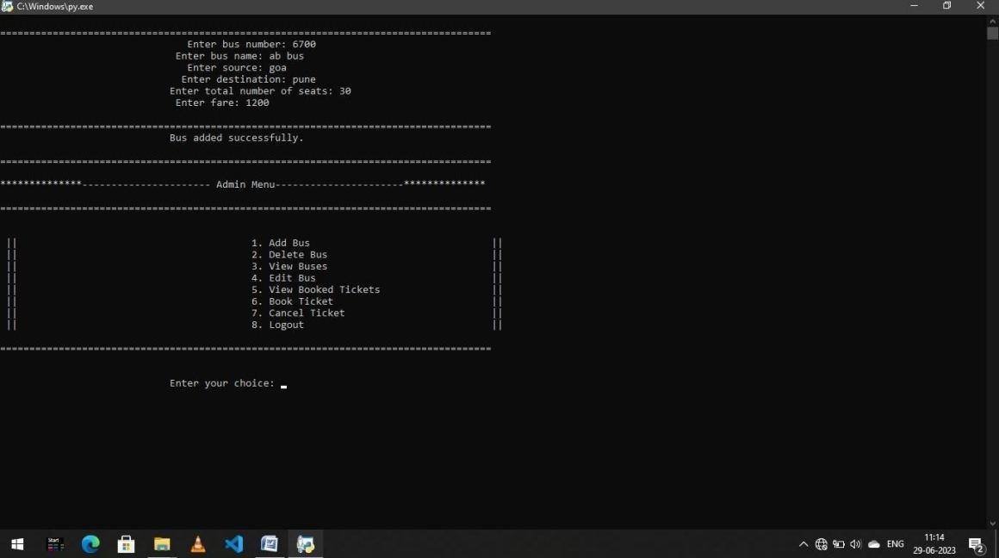 C:\Windows\py.exe
=====================================================================================
Enter bus number: 6700
Enter bus name: ab bus
Enter source: goa
Enter destination: pune
Enter total number of seats: 30
Enter fare: 1200
=====================================================================================
Bus added successfully.
=====================================================================================
**************---------------------- Admin Menu----------------------**************
=====================================================================================
|| 1. Add Bus ||
|| 2. Delete Bus ||
|| 3. View Buses ||
|| 4. Edit Bus ||
|| 5. View Booked Tickets ||
|| 6. Book Ticket ||
|| 7. Cancel Ticket ||
|| 8. Logout ||
=====================================================================================
Enter your choice: _
Start
ENG
11:14
29-06-2023
2